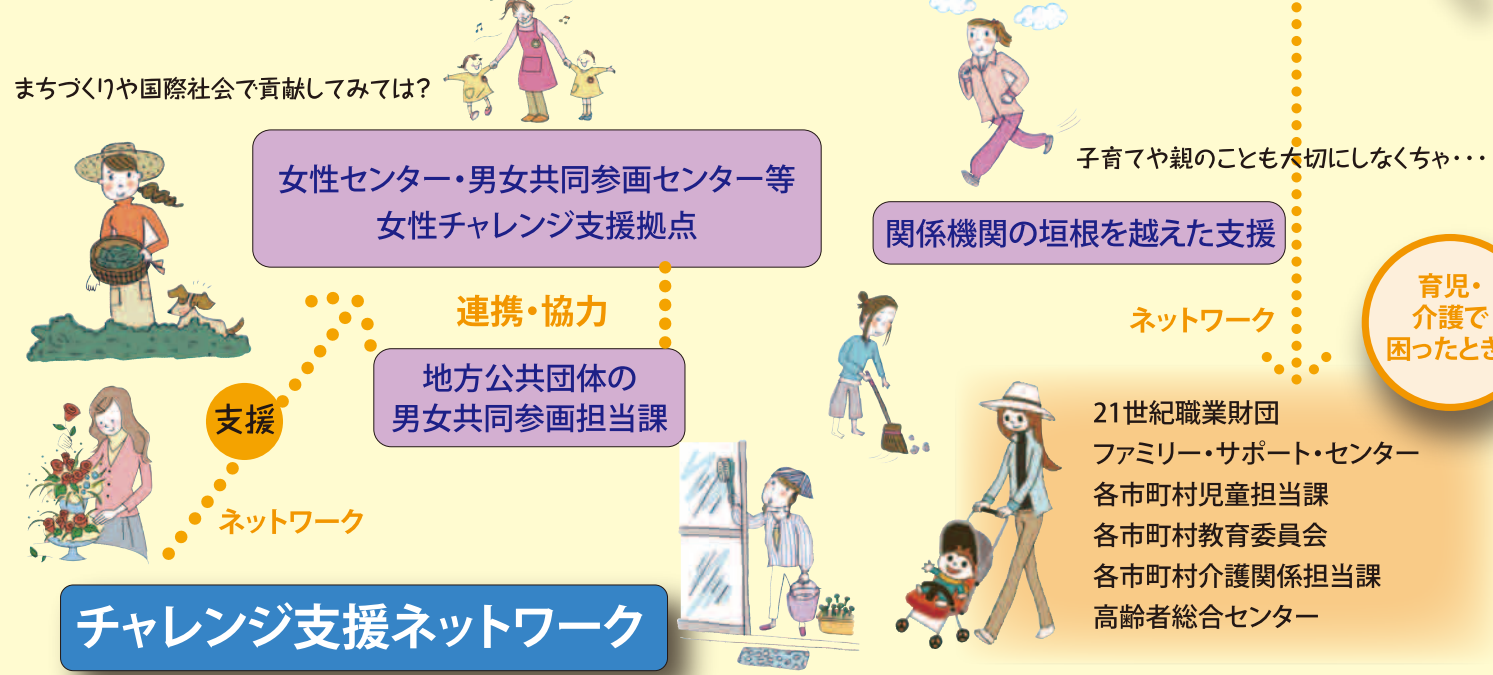 まちづくりや国際社会で貢献してみては？
女性センター・男女共同参画センター等
女性チャレンジ支援拠点
連携・協力
地方公共団体の
男女共同参画担当課
支援
ネットワーク
チャレンジ支援ネットワーク
子育てや親のことも大切にしなくちゃ・・・
関係機関の垣根を越えた支援
ネットワーク
育児・
介護で
困ったとき
21世紀職業財団
ファミリー・サポート・センター
各市町村児童担当課
各市町村教育委員会
各市町村介護関係担当課
高齢者総合センター